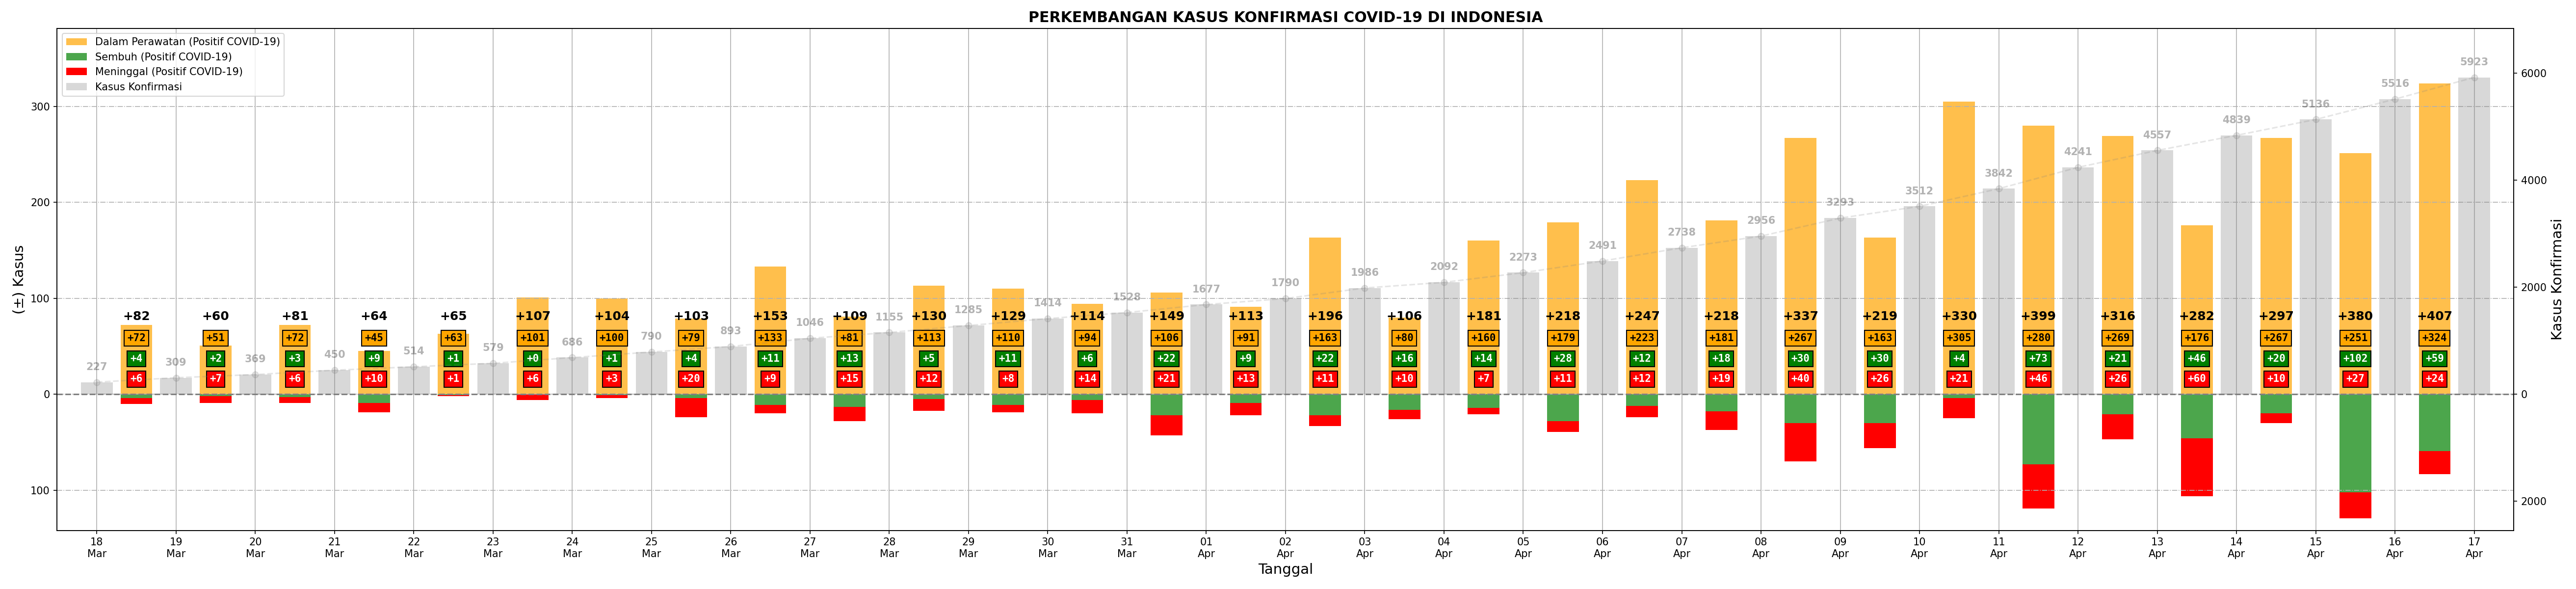 PERKEMBANGAN KASUS KONFIRMASI COVID-19 DI INDONESIA
Dalam Perawatan (Positif COVID-19)
Sembuh (Positif COVID-19)
Meninggal (Positif COVID-19)
Kasus Konfirmasi
(±) Kasus
300
200
100
0
100
Kasus Konfirmasi
6000
4000
2000
0
2000
227 309 369 450 514 579 686 790 893 1046 1155 1285 1414 1528 1677 1790 1986 2092 2273 2491 2738 2956 3293 3512 3842 4241 4557 4839 5136 5516 5923
+82 +60 +81 +64 +65 +107 +104 +103 +153 +109 +130 +129 +114 +149 +113 +196 +106 +181 +218 +247 +218 +337 +219 +330 +399 +316 +282 +297 +380 +407
+72 +51 +72 +45 +63 +101 +100 +79 +133 +81 +113 +110 +94 +106 +91 +163 +80 +160 +179 +223 +181 +267 +163 +305 +280 +269 +176 +267 +251 +324
+4 +2 +3 +9 +1 +0 +1 +4 +11 +13 +5 +11 +6 +22 +9 +22 +16 +14 +28 +12 +18 +30 +30 +4 +73 +21 +46 +20 +102 +59
+6 +7 +6 +10 +1 +6 +3 +20 +9 +15 +12 +8 +14 +21 +13 +11 +10 +7 +11 +12 +19 +40 +26 +21 +46 +26 +60 +10 +27 +24
18 19 20 21 22 23 24 25 26 27 28 29 30 31 01 02 03 04 05 06 07 08 09 10 11 12 13 14 15 16 17
Mar Mar Mar Mar Mar Mar Mar Mar Mar Mar Mar Mar Mar Mar Apr Apr Apr Apr Apr Apr Apr Apr Apr Apr Apr Apr Apr Apr Apr Apr Apr
Tanggal